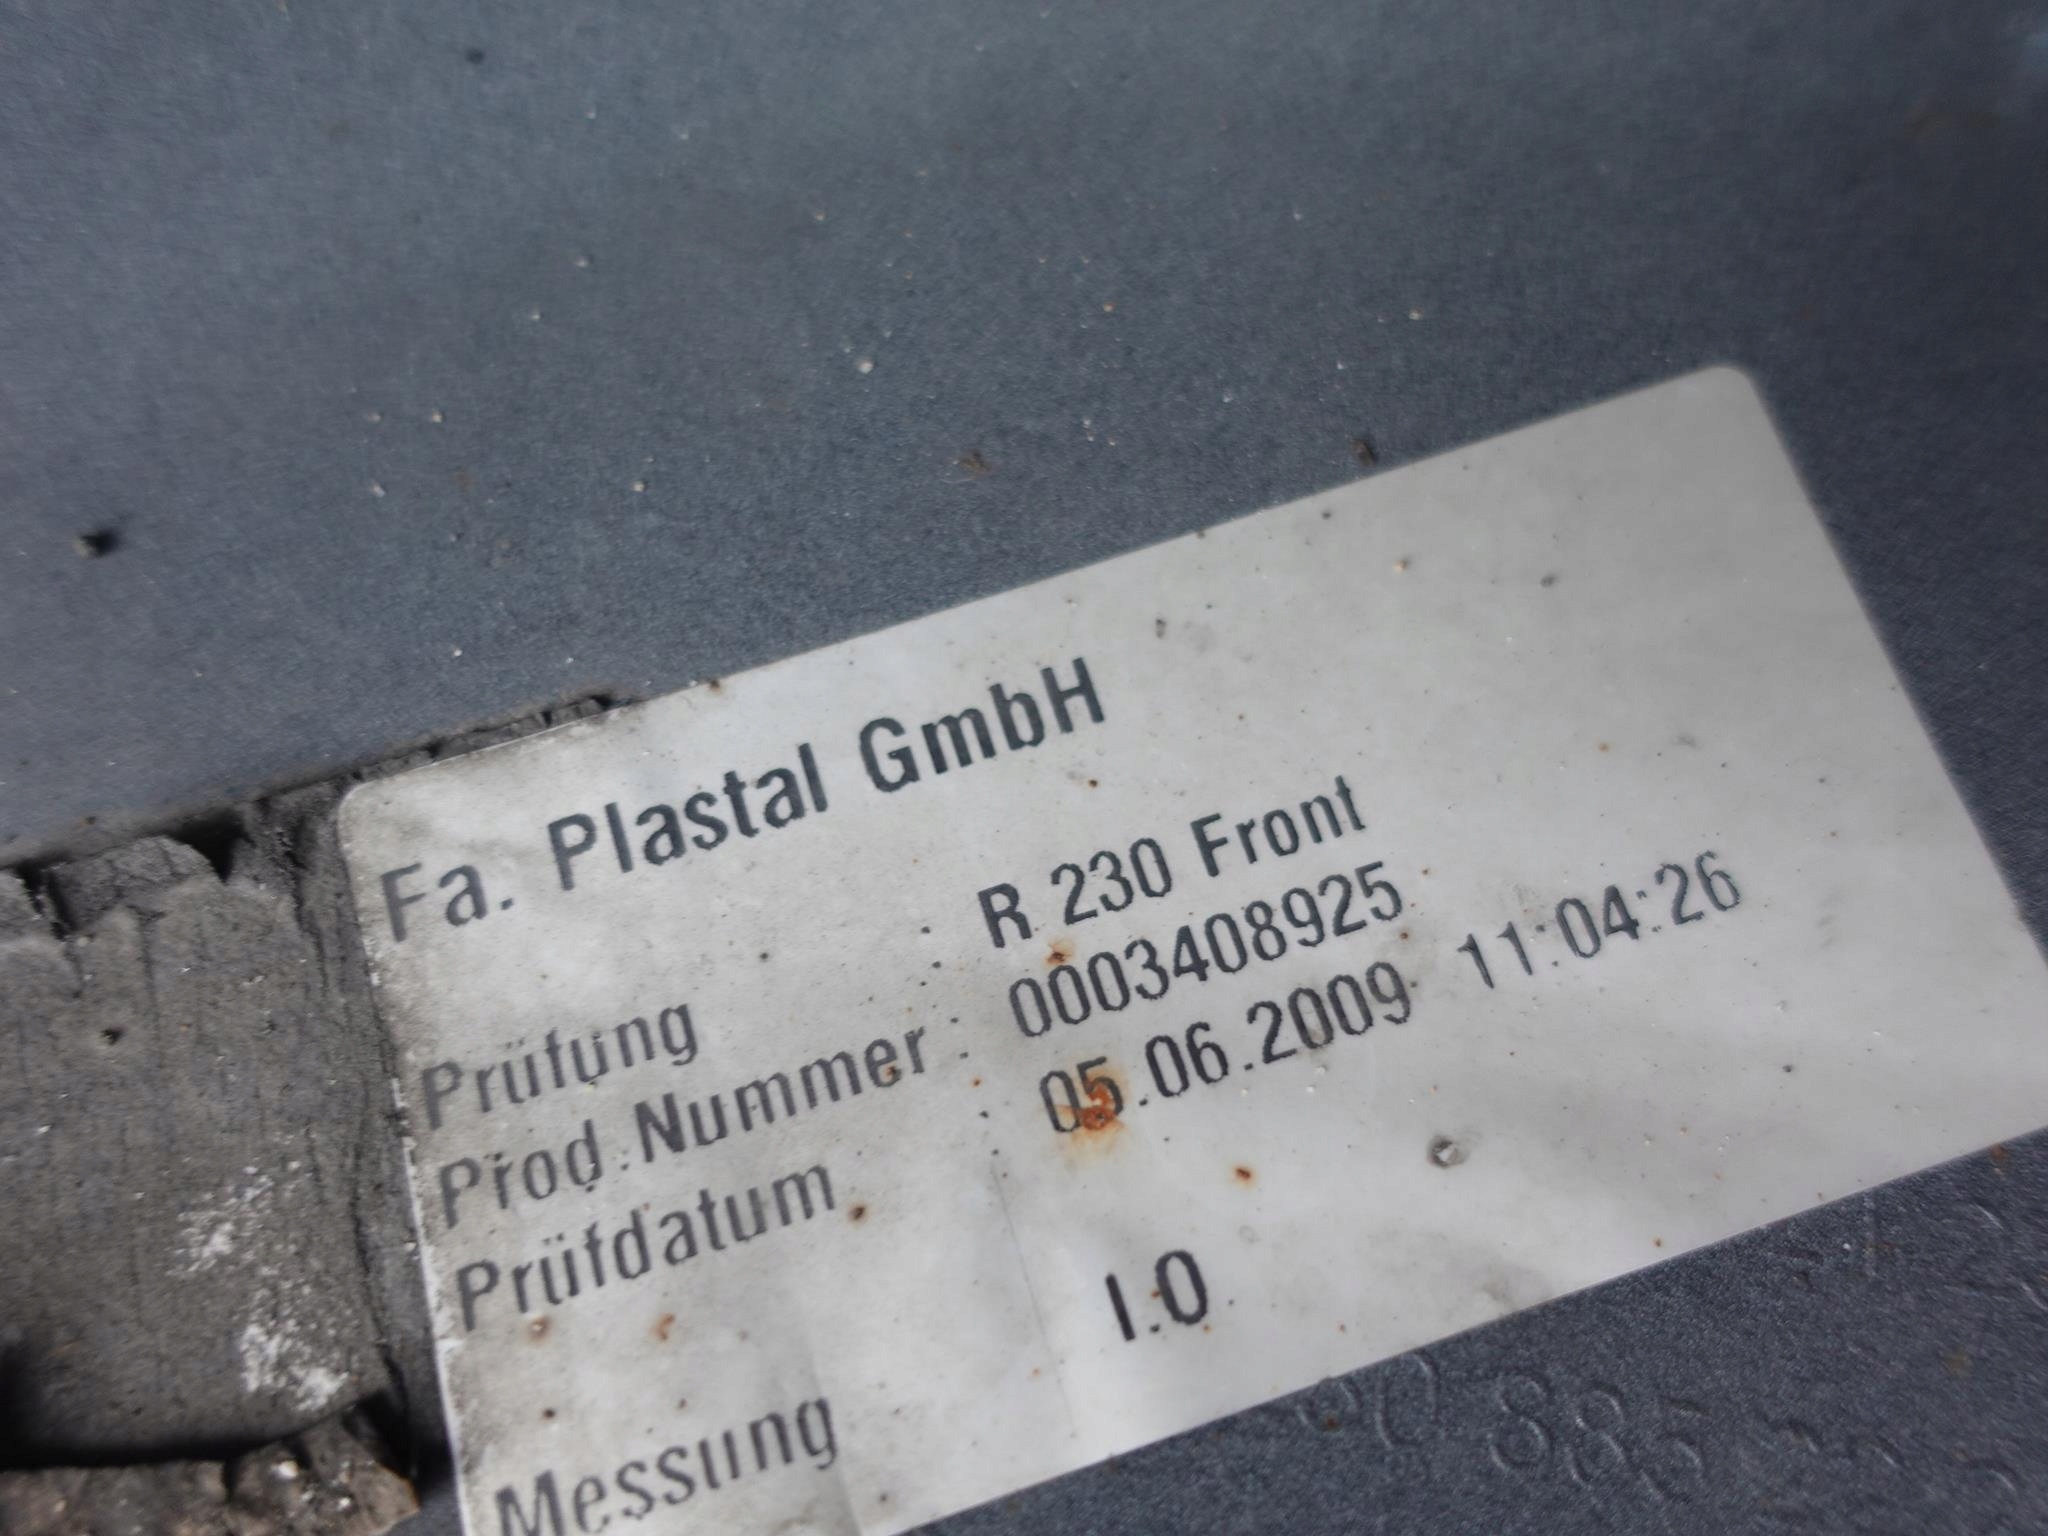 Fa. Plastal GmbH
Prüfung : R 230 Front
Prod.Nummer : 0003408925
Prüfdatum : 05.06.2009 11:04:26
I.O
Messung